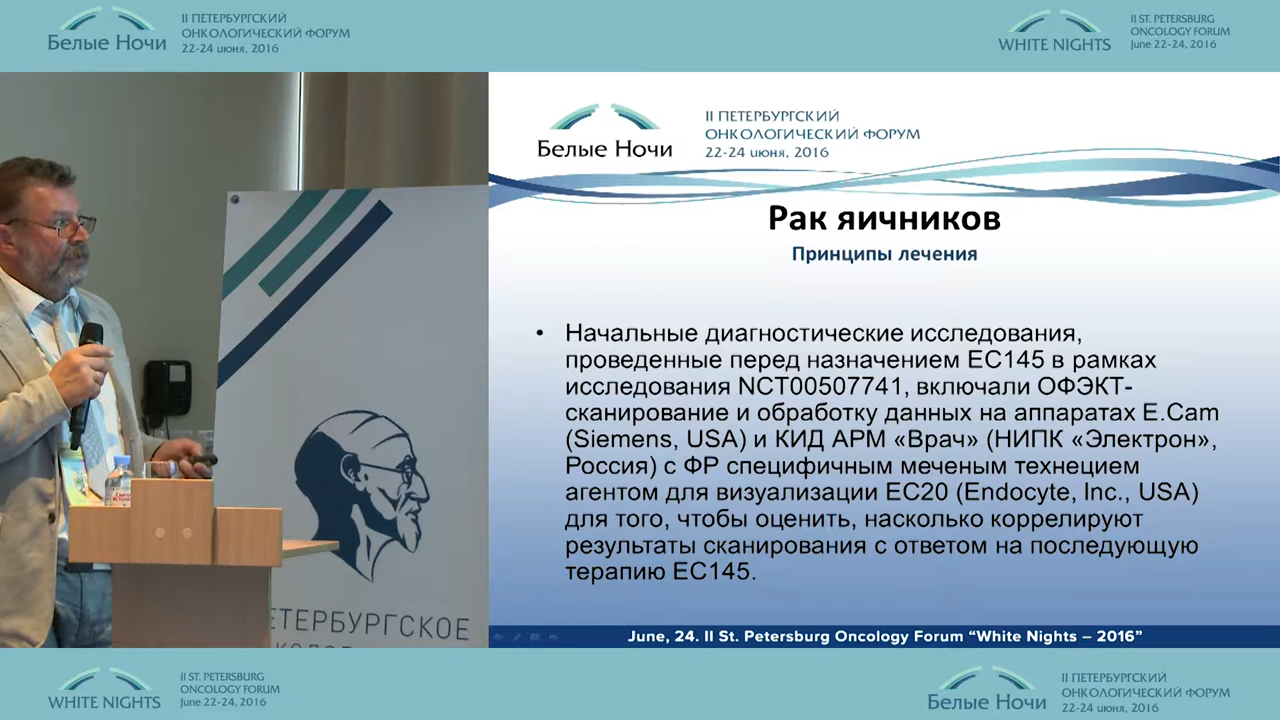 Белые Ночи
II ПЕТЕРБУРГСКИЙ
ОНКОЛОГИЧЕСКИЙ ФОРУМ
22-24 июня, 2016
WHITE NIGHTS
II ST. PETERSBURG
ONCOLOGY FORUM
June 22-24, 2016
Белые Ночи
II ПЕТЕРБУРГСКИЙ
ОНКОЛОГИЧЕСКИЙ ФОРУМ
22-24 июня, 2016
Рак яичников
Принципы лечения
• Начальные диагностические исследования,
проведенные перед назначением ЕС145 в рамках
исследования NCT00507741, включали ОФЭКТ-
сканирование и обработку данных на аппаратах E.Cam
(Siemens, USA) и КИД АРМ «Врач» (НИПК «Электрон»,
Россия) с ФР специфичным меченым технецием
агентом для визуализации ЕС20 (Endocyte, Inc., USA)
для того, чтобы оценить, насколько коррелируют
результаты сканирования с ответом на последующую
терапию ЕС145.
June, 24. II St. Petersburg Oncology Forum “White Nights – 2016”
ЕТЕРБУРГСКОЕ
WHITE NIGHTS
II ST. PETERSBURG
ONCOLOGY FORUM
June 22-24, 2016
Белые Ночи
II ПЕТЕРБУРГСКИЙ
ОНКОЛОГИЧЕСКИЙ ФОРУМ
22-24 июня, 2016